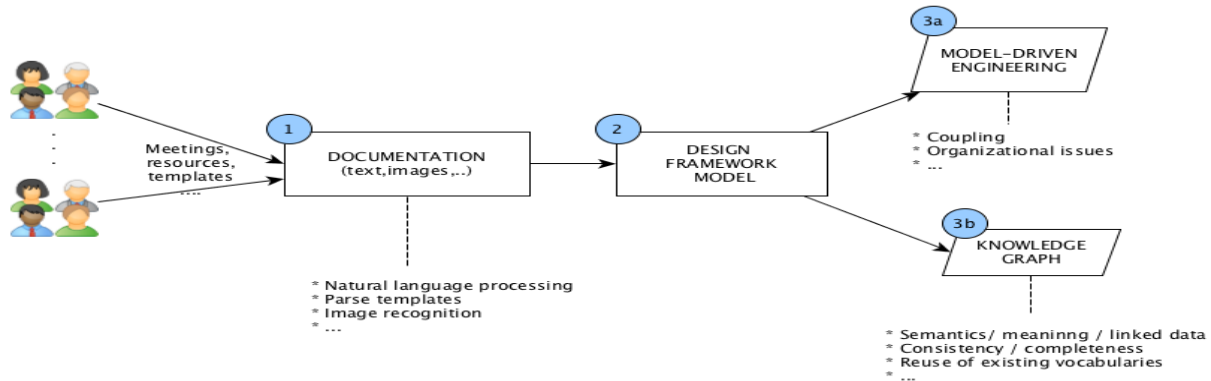 Meetings,
resources,
templates
....
1
DOCUMENTATION
(text,images,..)
* Natural language processing
* Parse templates
* Image recognition
* ...
2
DESIGN
FRAMEWORK
MODEL
3a
MODEL-DRIVEN
ENGINEERING
* Coupling
* Organizational issues
* ...
3b
KNOWLEDGE
GRAPH
* Semantics/ meaninng / linked data
* Consistency / completeness
* Reuse of existing vocabularies
* ...